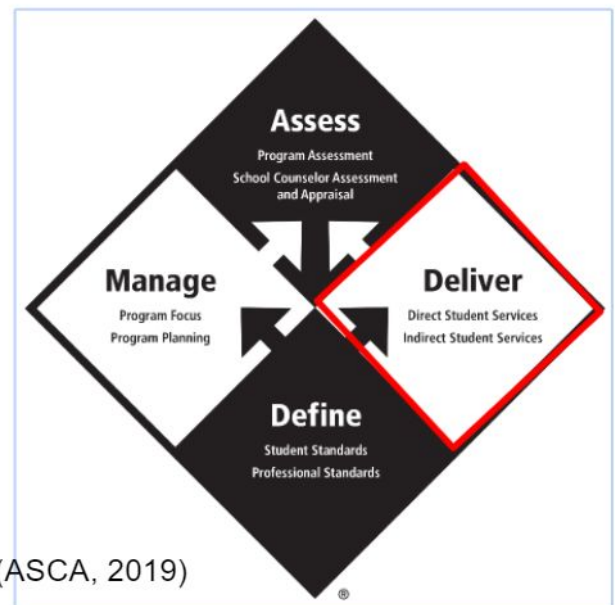 Assess
Program Assessment
School Counselor Assessment
and Appraisal
Manage
Program Focus
Program Planning
Deliver
Direct Student Services
Indirect Student Services
Define
Student Standards
Professional Standards
(ASCA, 2019)
®